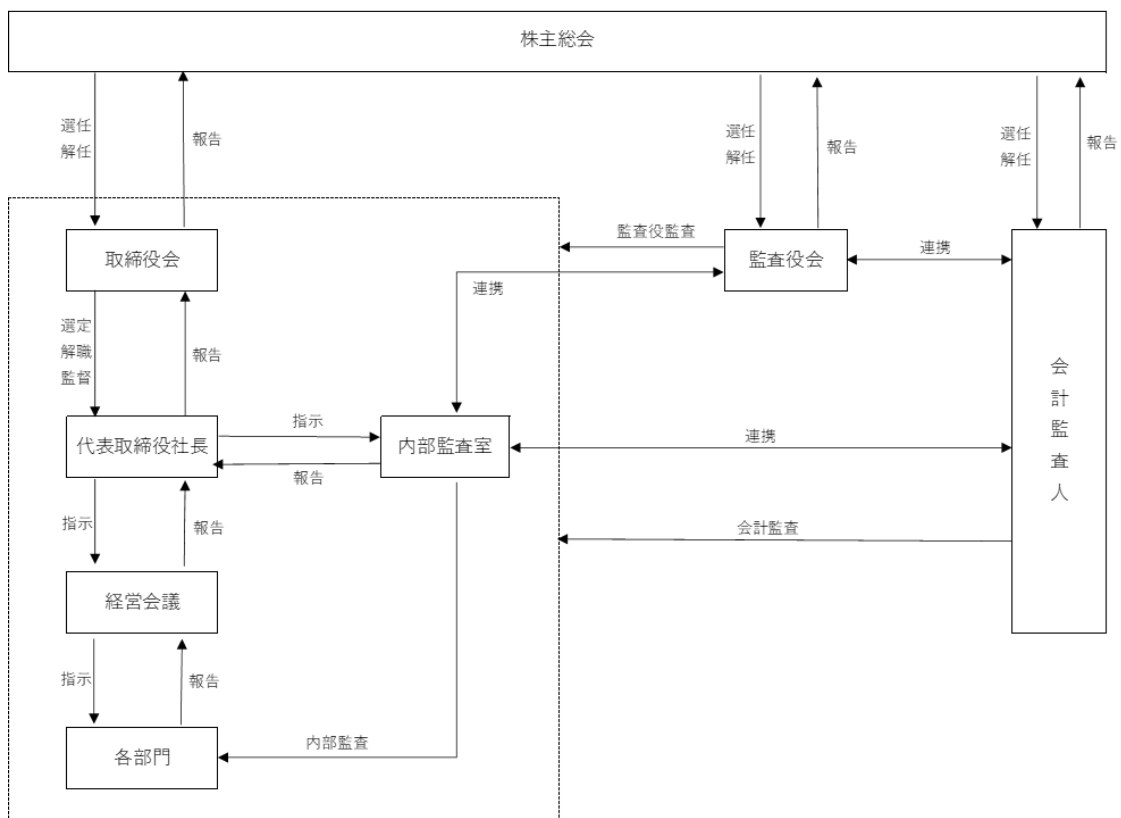 株主総会
選任
解任
報告
選任
解任
報告
選任
解任
報告
取締役会
監査役監査
監査役会
連携
連携
選定
解職
監督
報告
代表取締役社長
指示
報告
内部監査室
連携
会計監査人
指示
報告
会計監査
経営会議
指示
報告
各部門
内部監査